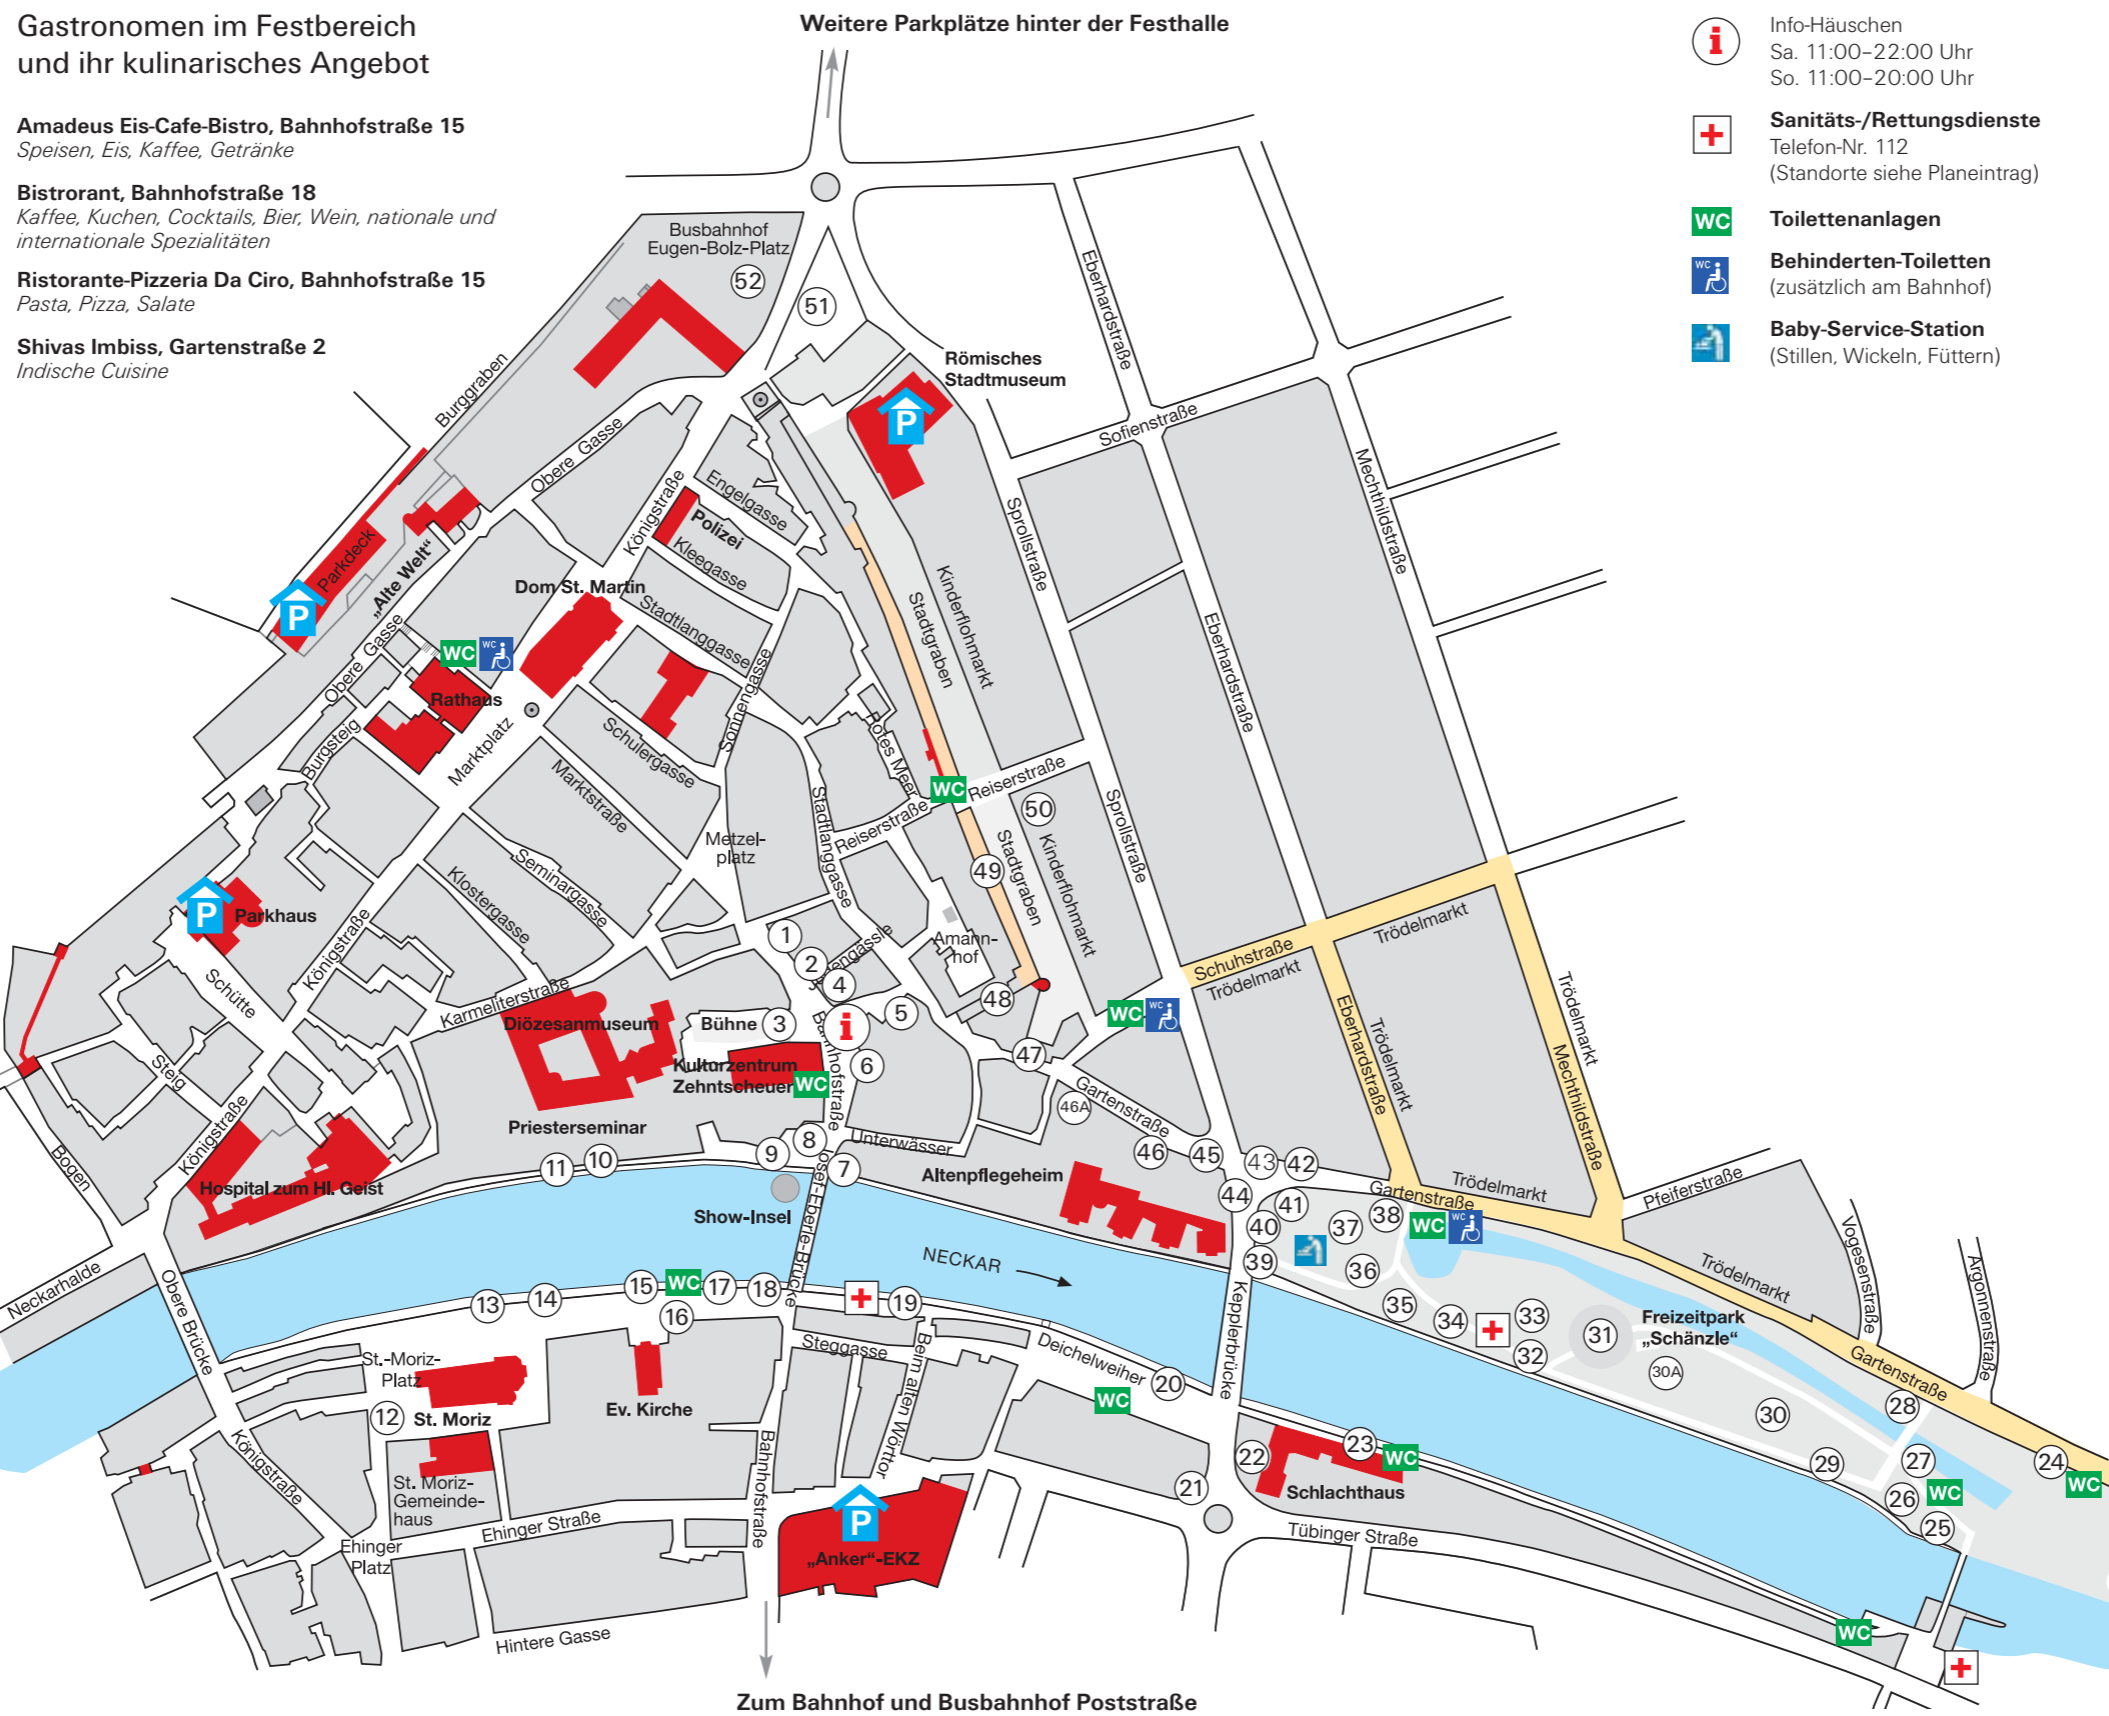 Gastronomen im Festbereich
und ihr kulinarisches Angebot
Amadeus Eis-Cafe-Bistro, Bahnhofstraße 15
Speisen, Eis, Kaffee, Getränke
Bistrorant, Bahnhofstraße 18
Kaffee, Kuchen, Cocktails, Bier, Wein, nationale und
internationale Spezialitäten
Ristorante-Pizzeria Da Ciro, Bahnhofstraße 15
Pasta, Pizza, Salate
Shivas Imbiss, Gartenstraße 2
Indische Cuisine
Weitere Parkplätze hinter der Festhalle
i
Info-Häuschen
Sa. 11:00–22:00 Uhr
So. 11:00–20:00 Uhr
Sanitäts-/Rettungsdienste
Telefon-Nr. 112
(Standorte siehe Planeintrag)
WC
Toilettenanlagen
WC
Behinderten-Toiletten
(zusätzlich am Bahnhof)
Baby-Service-Station
(Stillen, Wickeln, Füttern)
Busbahnhof
Eugen-Bolz-Platz
52
51
Römisches
Stadtmuseum
P
Eberhardstraße
Sofienstraße
Mechthildstraße
Burggraben
Obere Gasse
Königstraße
Engelgasse
Polizei
Kleegasse
Sprollstraße
Parkdeck
P
„Alte Welt“
Dom St. Martin
Stadtlanggasse
Stadtgraben
Kinderflohmarkt
Eberhardstraße
Obere Gasse
WC
WC
Rathaus
Sonnengasse
Rotes Meer
Burgsteig
Marktplatz
Schulergasse
Marktstraße
Stadtlanggasse
WC
Reiserstraße
Reiserstraße
50
Sprollstraße
Metzel-
platz
Kinderflohmarkt
Stadtgraben
49
Seminargasse
Klostergasse
P
Parkhaus
Königstraße
Schütte
Karmeliterstraße
Amann-
hof
1
2
4
5
48
Schuhstraße
Trödelmarkt
Trödelmarkt
Trödelmarkt
Mechthildstraße
Eberhardstraße
Trödelmarkt
WC
WC
Diözesanmuseum
Bühne
3
i
6
Bahnhofstraße
Kulturzentrum
Zehntscheuer
WC
47
46A
Gartenstraße
Steig
Königstraße
Bogen
Priesterseminar
11
10
9
8
7
Unterwässer
Altenpflegeheim
46
45
43
42
44
41
40
39
37
38
36
Gartenstraße
Trödelmarkt
Pfeiferstraße
WC
WC
Hospital zum Hl. Geist
Show-Insel
Josef-Eberle-Brücke
NECKAR
Neckarhalde
Obere Brücke
13
14
15
WC
16
17
18
19
Kepplerbrücke
35
34
33
32
31
Freizeitpark
„Schänzle“
30A
30
29
28
27
26
25
24
WC
WC
Trödelmarkt
Vogesenstraße
Argonnenstraße
Gartenstraße
St.-Moriz-
Platz
12
St. Moriz
Ev. Kirche
Steggasse
Beim alten Wörttor
Deichelweiher
20
WC
21
22
23
WC
Schlachthaus
Tübinger Straße
Königstraße
St. Moriz-
Gemeinde-
haus
Ehinger Straße
Ehinger
Platz
Bahnhofstraße
P
„Anker“-EKZ
Hintere Gasse
WC
Zum Bahnhof und Busbahnhof Poststraße